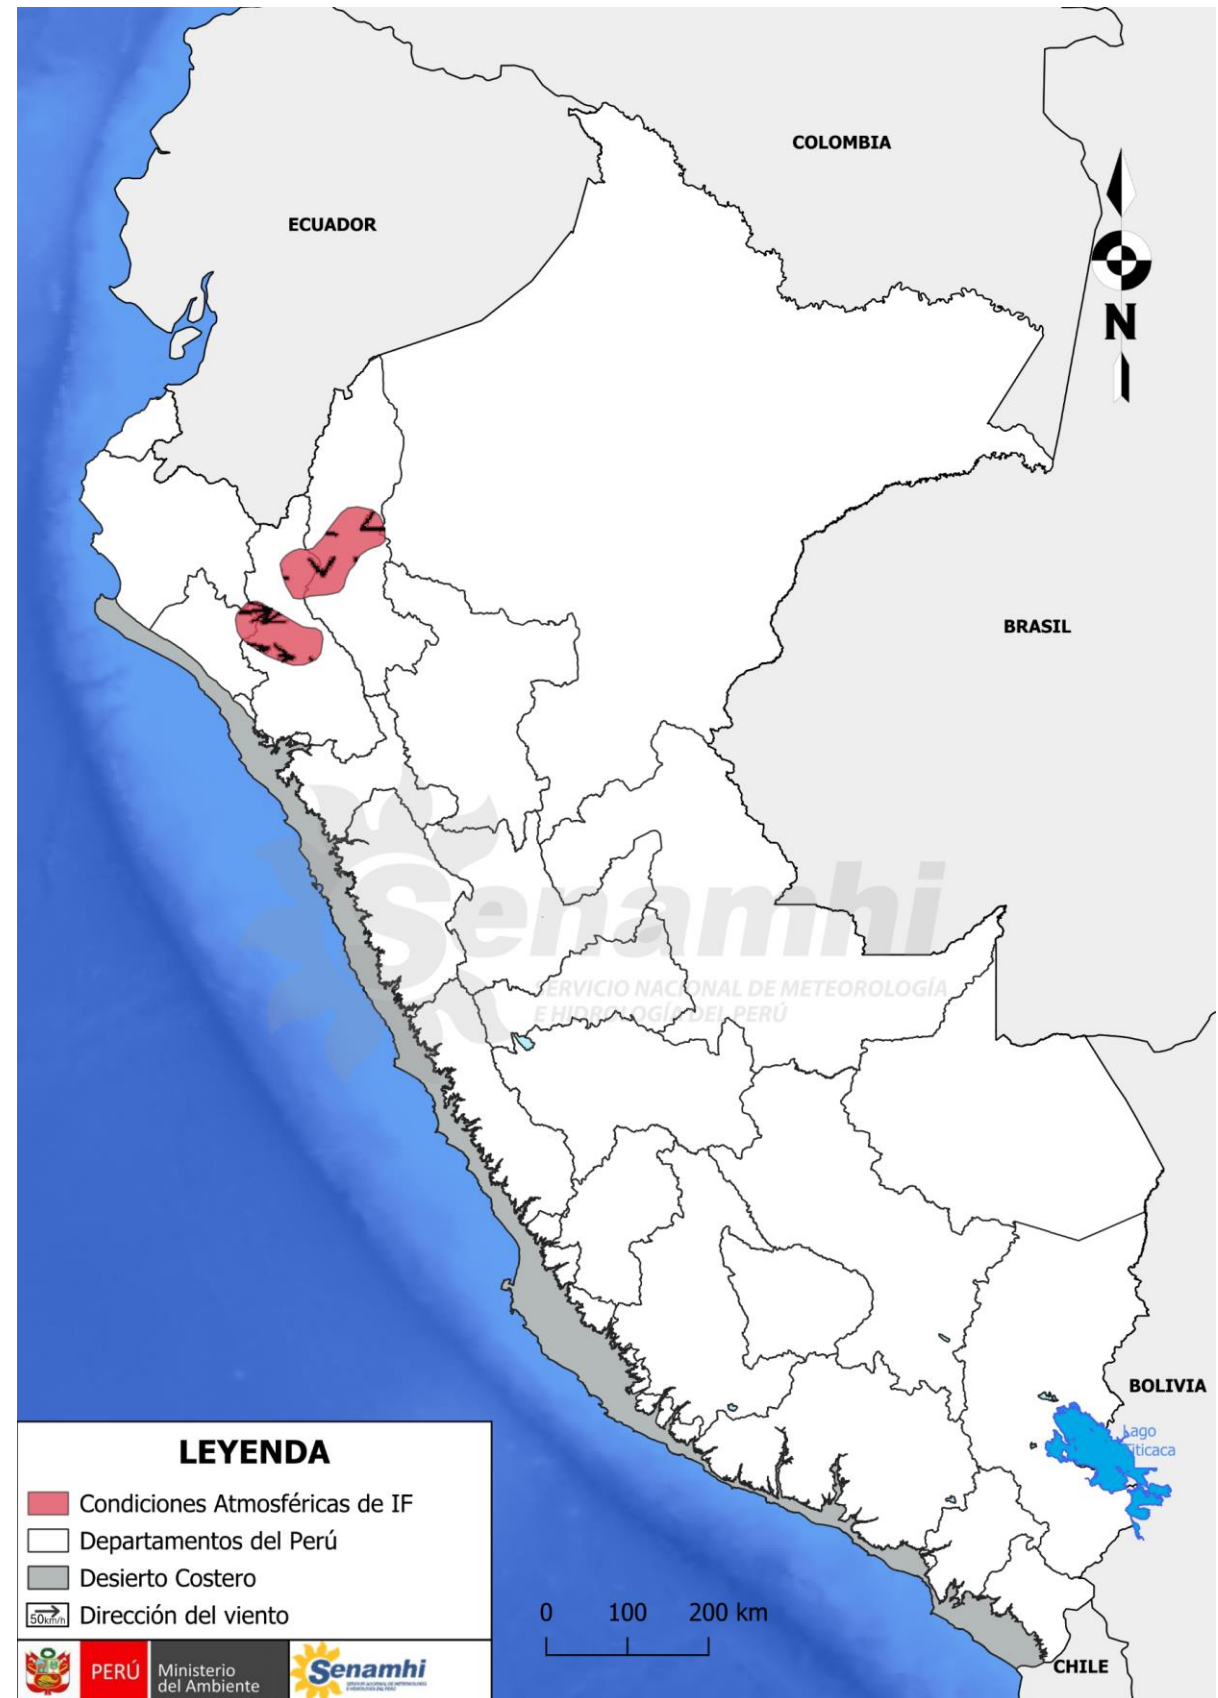 COLOMBIA
ECUADOR
N
BRASIL
Senamhi
SERVICIO NACIONAL DE METEOROLOGÍA
E HIDROLOGÍA DEL PERÚ
BOLIVIA
Lago
Titicaca
LEYENDA
Condiciones Atmosféricas de IF
Departamentos del Perú
Desierto Costero
50km/h Dirección del viento
0 100 200 km
PERÚ
Ministerio
del Ambiente
Senamhi
CHILE